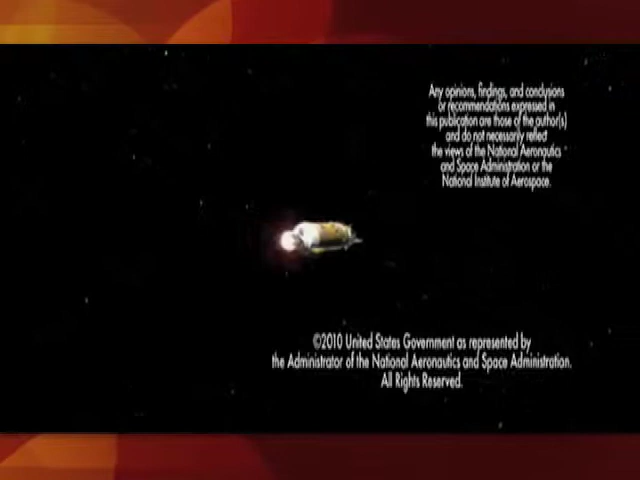 Any opinions, findings, and conclusions
or recommendations expressed in
this publication are those of the author(s)
and do not necessarily reflect
the views of the National Aeronautics
and Space Administration or the
National Institute of Aerospace.
©2010 United States Government as represented by
the Administrator of the National Aeronautics and Space Administration.
All Rights Reserved.